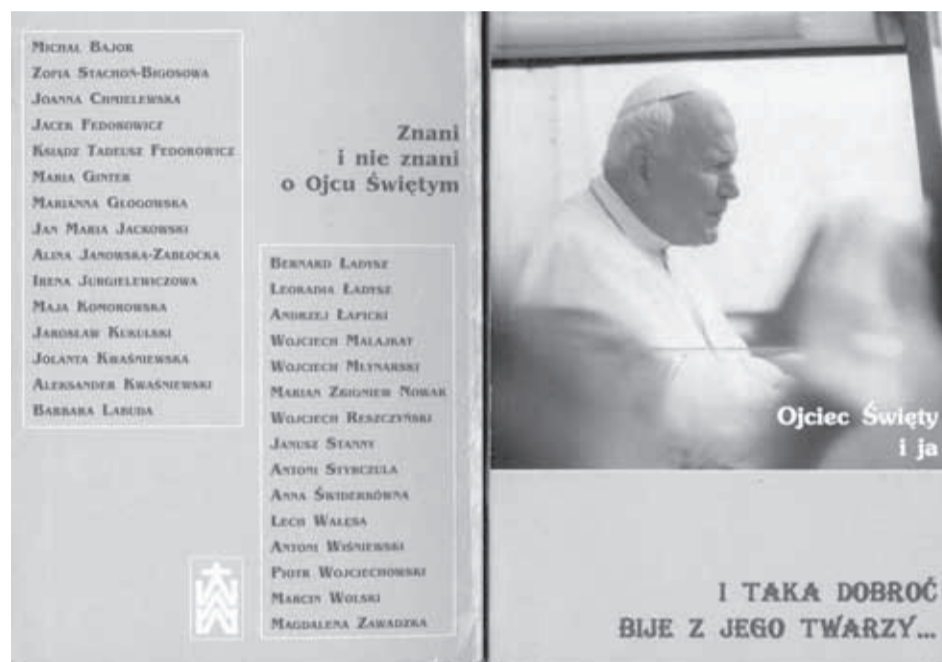 Michał Bajor
Zofia Stachoń-Bigosowa
Joanna Chmielewska
Jacek Fedorowicz
Ksiądz Tadeusz Fedorowicz
Maria Ginter
Marianna Głogowska
Jan Maria Jackowski
Alina Janowska-Zabłocka
Irena Jurgielewiczowa
Maja Komorowska
Jarosław Kukulski
Jolanta Kwaśniewska
Aleksander Kwaśniewski
Barbara Labuda
Znani
i nie znani
o Ojcu Świętym
Bernard Ładysz
Leokadia Ładysz
Andrzej Łapicki
Wojciech Malajkat
Wojciech Młynarski
Marian Zbigniew Nowak
Wojciech Reszczyński
Janusz Stanny
Antoni Styrczula
Anna Świderkówna
Lech Wałęsa
Antoni Wiśniewski
Piotr Wojciechowski
Marcin Wolski
Magdalena Zawadzka
Ojciec Święty
i ja
I TAKA DOBROĆ
BIJE Z JEGO TWARZY...